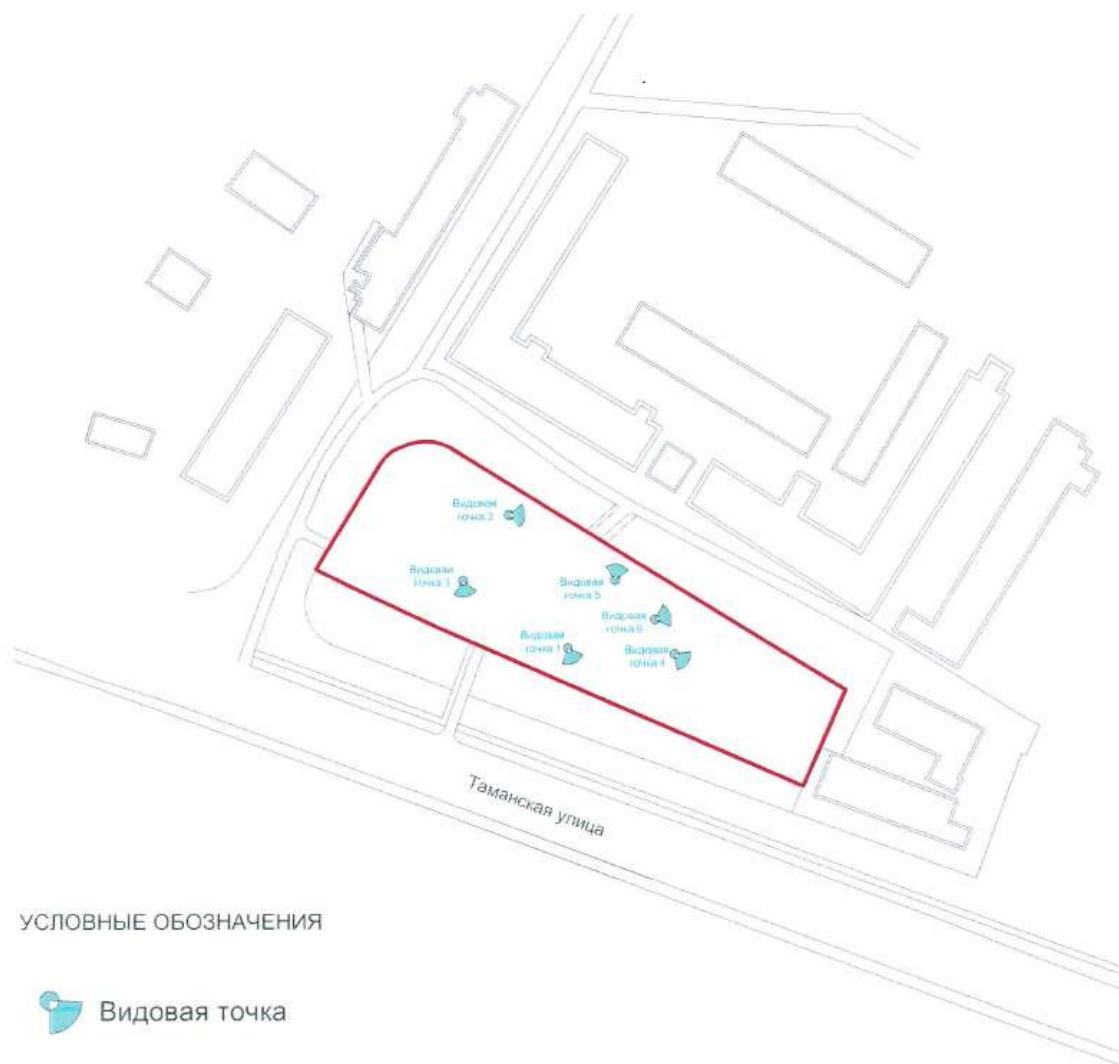 Видовая
точка 2
Видовая
точка 3
Видовая
точка 5
Видовая
точка 6
Видовая
точка 1
Видовая
точка 4
Таманская улица
УСЛОВНЫЕ ОБОЗНАЧЕНИЯ
Видовая точка